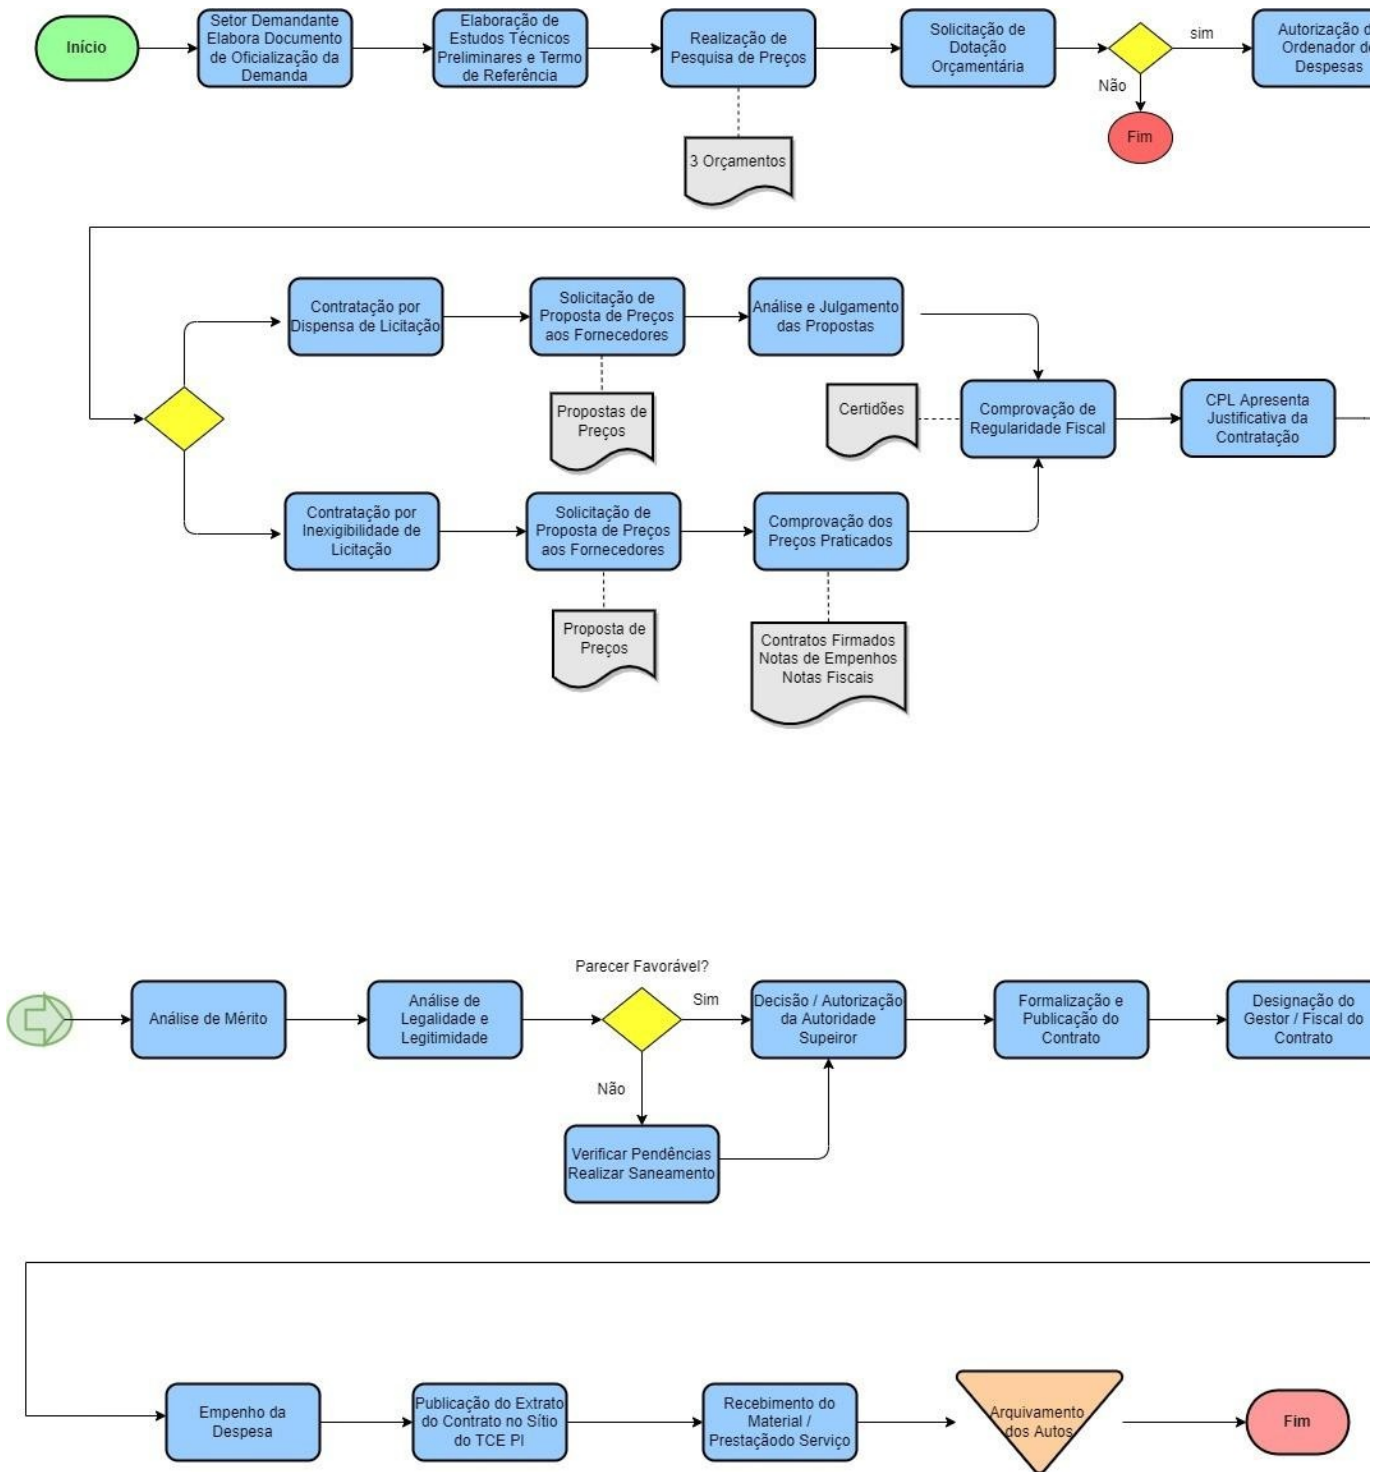 Início
Setor Demandante
Elabora Documento
de Oficialização da
Demanda
Elaboração de
Estudos Técnicos
Preliminares e Termo
de Referência
Realização de
Pesquisa de Preços
3 Orçamentos
Solicitação de
Dotação
Orçamentária
sim
Não
Fim
Autorização d
Ordenador de
Despesas
Contratação por
Dispensa de Licitação
Solicitação de
Proposta de Preços
aos Fornecedores
Análise e Julgamento
das Propostas
Propostas de
Preços
Certidões
Comprovação de
Regularidade Fiscal
CPL Apresenta
Justificativa da
Contratação
Contratação por
Inexigibilidade de
Licitação
Solicitação de
Proposta de Preços
aos Fornecedores
Comprovação dos
Preços Praticados
Proposta de
Preços
Contratos Firmados
Notas de Empenhos
Notas Fiscais
Análise de Mérito
Análise de
Legalidade e
Legitimidade
Parecer Favorável?
Sim
Não
Verificar Pendências
Realizar Saneamento
Decisão / Autorização
da Autoridade
Supeiror
Formalização e
Publicação do
Contrato
Designação do
Gestor / Fiscal do
Contrato
Empenho da
Despesa
Publicação do Extrato
do Contrato no Sítio
do TCE PI
Recebimento do
Material /
Prestaçãodo Serviço
Arquivamento
dos Autos
Fim